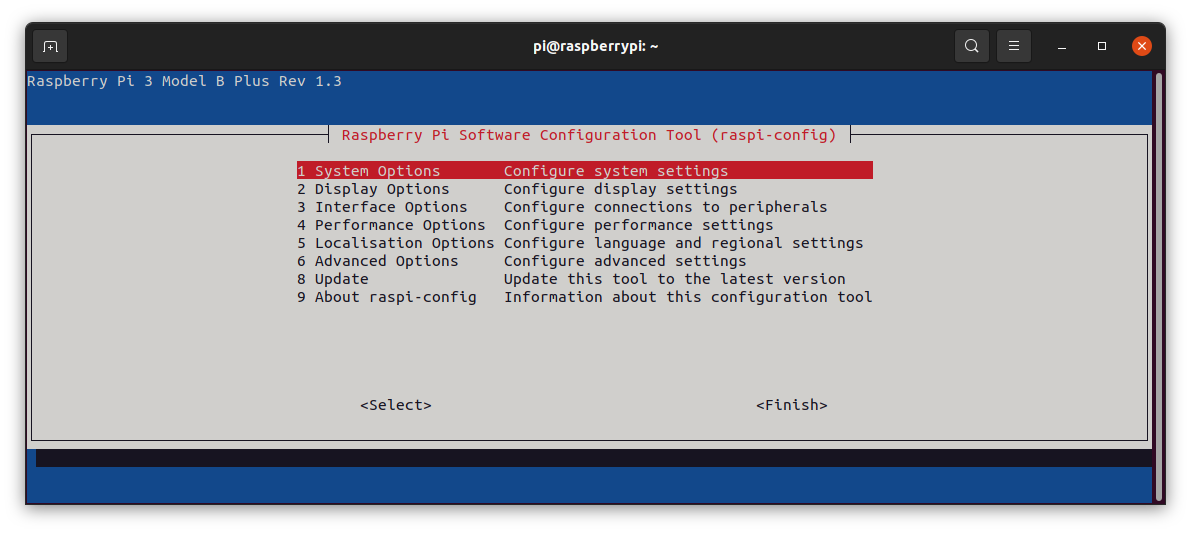 pi@raspberrypi: ~
Raspberry Pi 3 Model B Plus Rev 1.3
Raspberry Pi Software Configuration Tool (raspi-config)
1 System Options Configure system settings
2 Display Options Configure display settings
3 Interface Options Configure connections to peripherals
4 Performance Options Configure performance settings
5 Localisation Options Configure language and regional settings
6 Advanced Options Configure advanced settings
8 Update Update this tool to the latest version
9 About raspi-config Information about this configuration tool
<Select> <Finish>